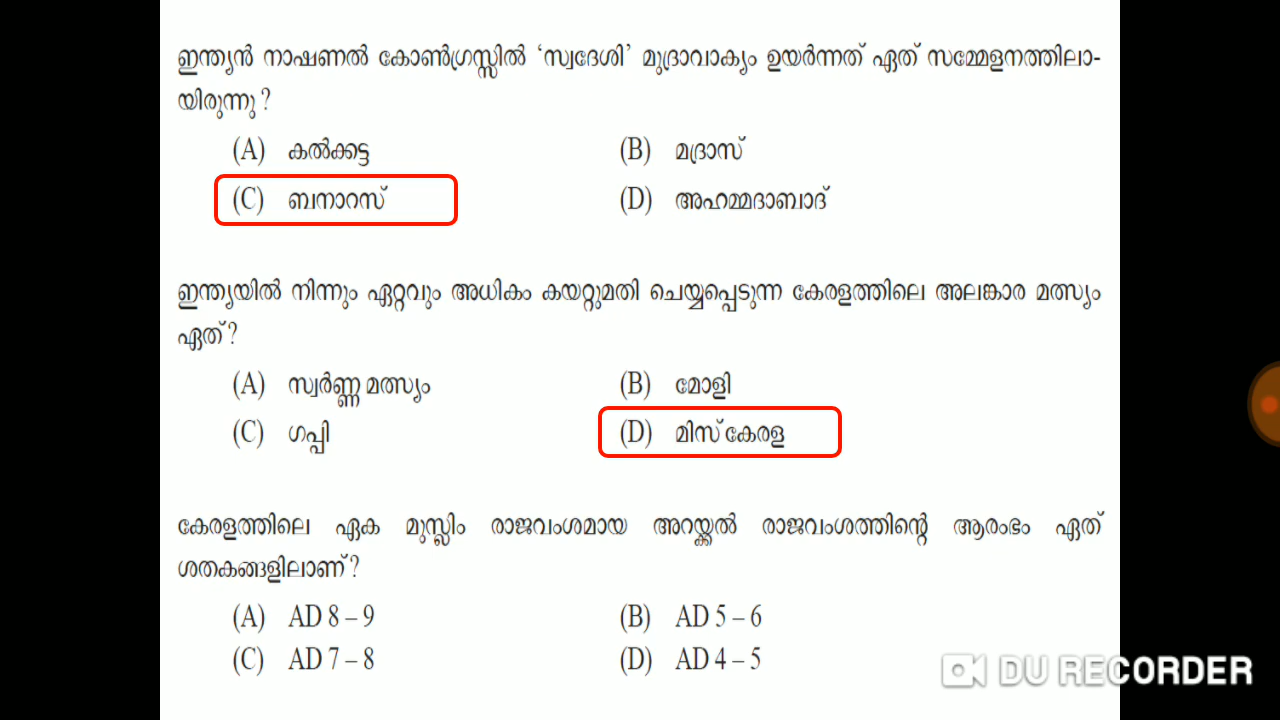 ഇന്ത്യൻ നാഷണൽ കോൺഗ്രസ്സിൽ ‘സ്വദേശി’ മുദ്രാവാക്യം ഉയർന്നത് ഏത് സമ്മേളനത്തിലാ-
യിരുന്നു ?
(A) കൽക്കട്ട (B) മദ്രാസ്
(C) ബനാറസ് (D) അഹമ്മദാബാദ്
ഇന്ത്യയിൽ നിന്നും ഏറ്റവും അധികം കയറ്റുമതി ചെയ്യപ്പെടുന്ന കേരളത്തിലെ അലങ്കാര മത്സ്യം
ഏത് ?
(A) സ്വർണ്ണ മത്സ്യം (B) മോളി
(C) ഗപ്പി (D) മിസ് കേരള
കേരളത്തിലെ ഏക മുസ്ലിം രാജവംശമായ അറയ്ക്കൽ രാജവംശത്തിന്റെ ആരംഭം ഏത്
ശതകങ്ങളിലാണ് ?
(A) AD 8 – 9 (B) AD 5 – 6
(C) AD 7 – 8 (D) AD 4 – 5
DU RECORDER